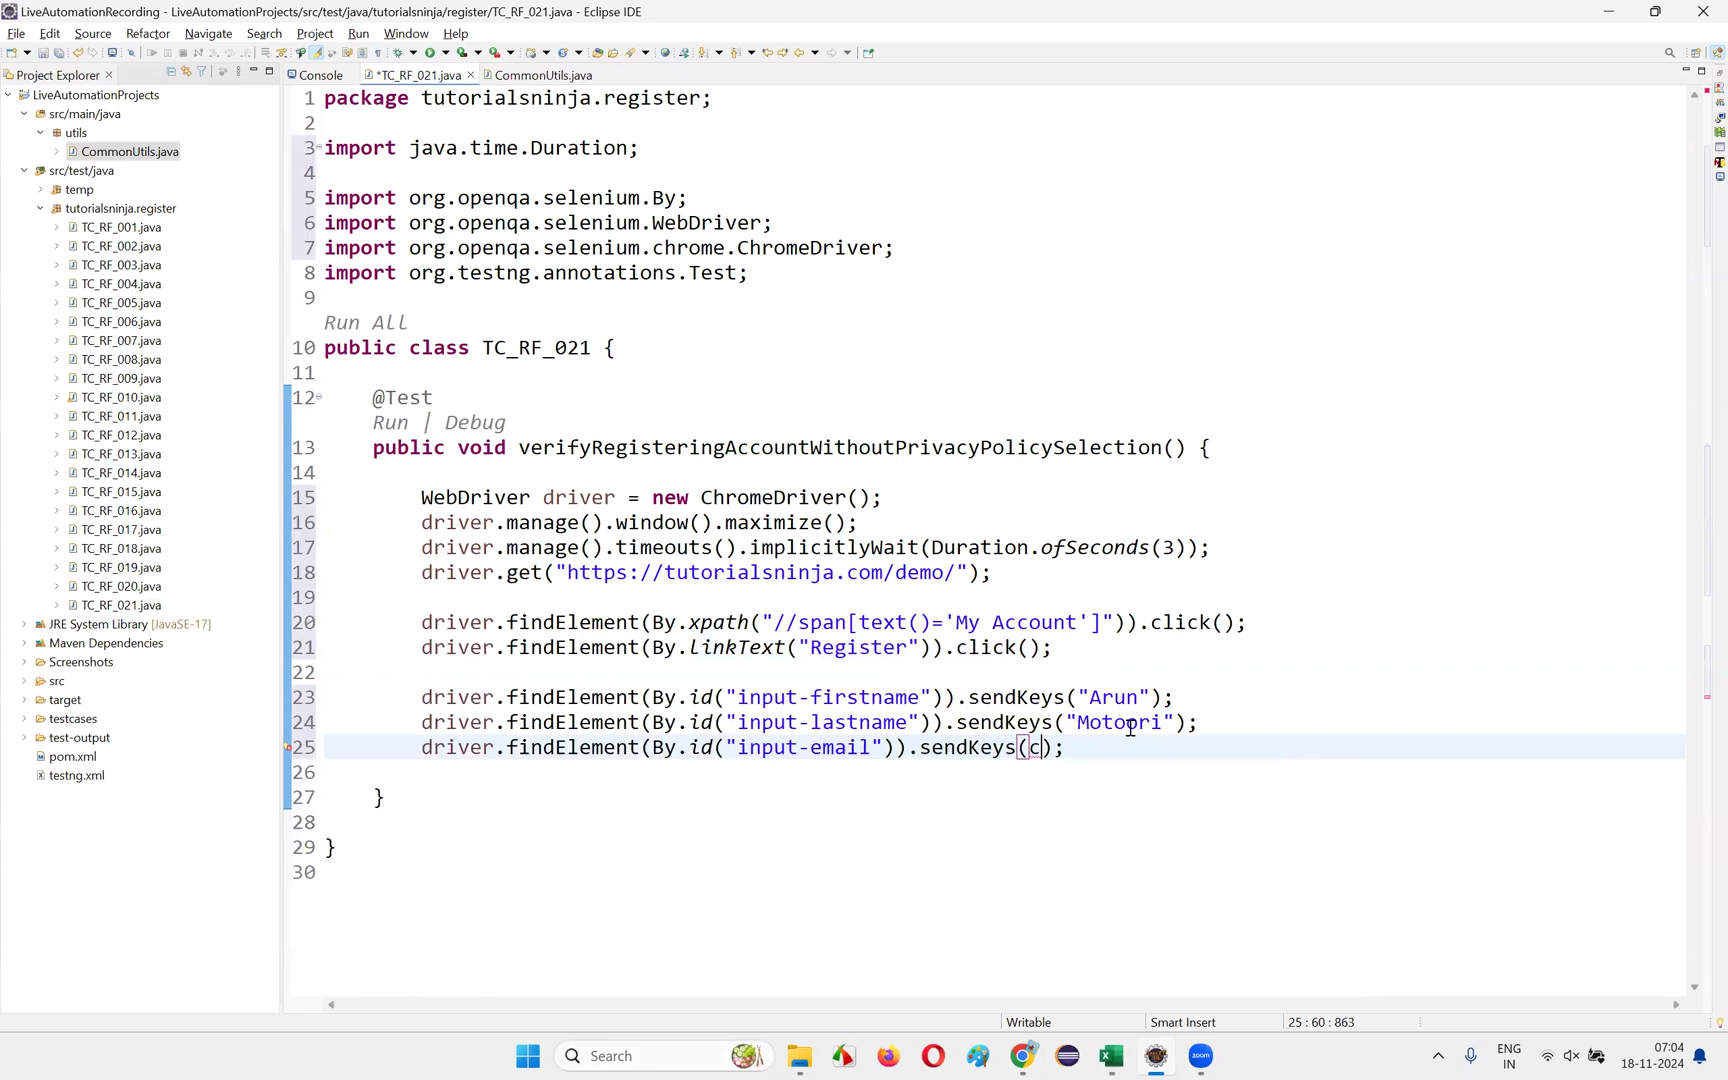 LiveAutomationRecording - LiveAutomationProjects/src/test/java/tutorialsninja/register/TC_RF_021.java - Eclipse IDE
File Edit Source Refactor Navigate Search Project Run Window Help
Project Explorer
Console
*TC_RF_021.java
CommonUtils.java
LiveAutomationProjects
src/main/java
utils
CommonUtils.java
src/test/java
temp
tutorialsninja.register
TC_RF_001.java
TC_RF_002.java
TC_RF_003.java
TC_RF_004.java
TC_RF_005.java
TC_RF_006.java
TC_RF_007.java
TC_RF_008.java
TC_RF_009.java
TC_RF_010.java
TC_RF_011.java
TC_RF_012.java
TC_RF_013.java
TC_RF_014.java
TC_RF_015.java
TC_RF_016.java
TC_RF_017.java
TC_RF_018.java
TC_RF_019.java
TC_RF_020.java
TC_RF_021.java
JRE System Library [JavaSE-17]
Maven Dependencies
Screenshots
src
target
testcases
test-output
pom.xml
testng.xml
1 package tutorialsninja.register;
2
3 import java.time.Duration;
4
5 import org.openqa.selenium.By;
6 import org.openqa.selenium.WebDriver;
7 import org.openqa.selenium.chrome.ChromeDriver;
8 import org.testng.annotations.Test;
9
Run All
10 public class TC_RF_021 {
11
12 @Test
Run | Debug
13 public void verifyRegisteringAccountWithoutPrivacyPolicySelection() {
14
15 WebDriver driver = new ChromeDriver();
16 driver.manage().window().maximize();
17 driver.manage().timeouts().implicitlyWait(Duration.ofSeconds(3));
18 driver.get("https://tutorialsninja.com/demo/");
19
20 driver.findElement(By.xpath("//span[text()='My Account']")).click();
21 driver.findElement(By.linkText("Register")).click();
22
23 driver.findElement(By.id("input-firstname")).sendKeys("Arun");
24 driver.findElement(By.id("input-lastname")).sendKeys("Motoori");
25 driver.findElement(By.id("input-email")).sendKeys(c);
26
27 }
28
29 }
30
Writable
Smart Insert
25 : 60 : 863
Search
zoom
ENG
IN
07:04
18-11-2024